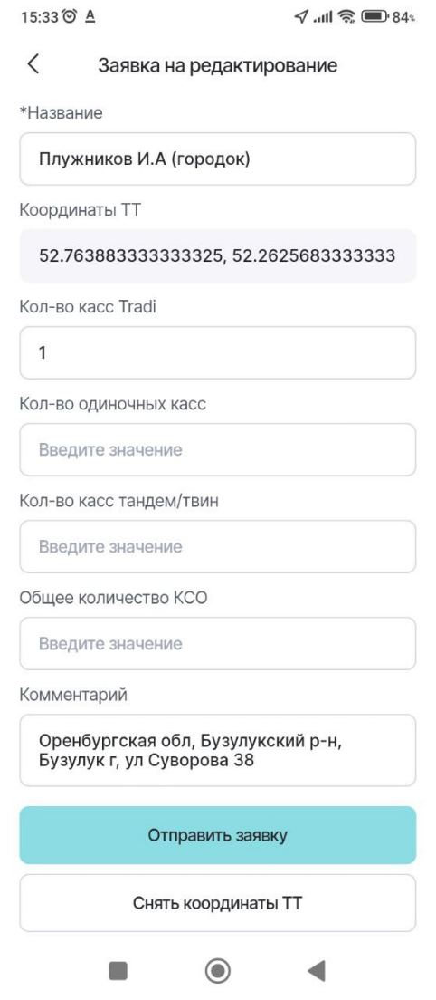 15:33 A 84%
Заявка на редактирование
*Название
Плужников И.А (городок)
Координаты ТТ
52.763883333333325, 52.2625683333333
Кол-во касс Tradi
1
Кол-во одиночных касс
Введите значение
Кол-во касс тандем/твин
Введите значение
Общее количество КСО
Введите значение
Комментарий
Оренбургская обл, Бузулукский р-н,
Бузулук г, ул Суворова 38
Отправить заявку
Снять координаты ТТ